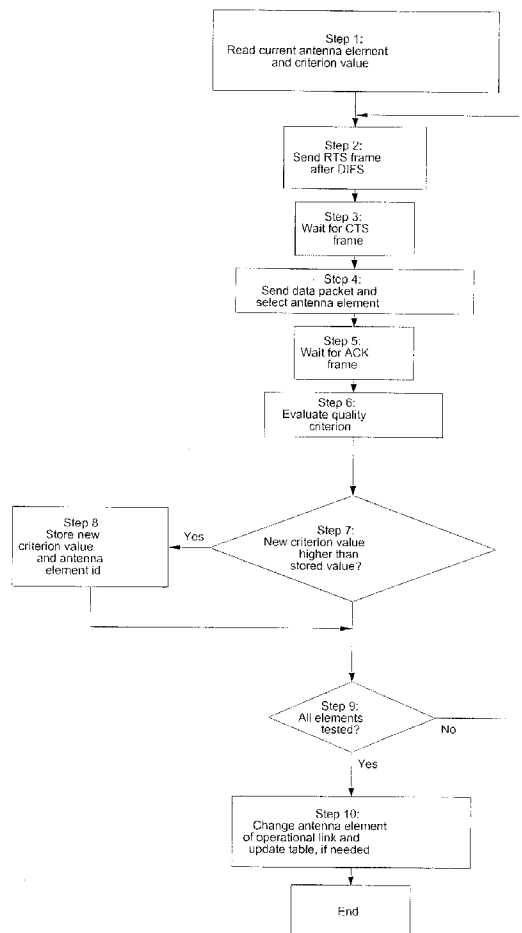 Step 1:
Read current antenna element
and criterion value
Step 2:
Send RTS frame
after DIFS
Step 3:
Wait for CTS
frame
Step 4:
Send data packet and
select antenna element
Step 5:
Wait for ACK
frame
Step 6:
Evaluate quality
criterion
Step 7:
New criterion value
higher than
stored value?
Yes
Step 8
Store new
criterion value
and antenna
element id
Step 9:
All elements
tested?
No
Yes
Step 10:
Change antenna element
of operational link and
update table, if needed
End